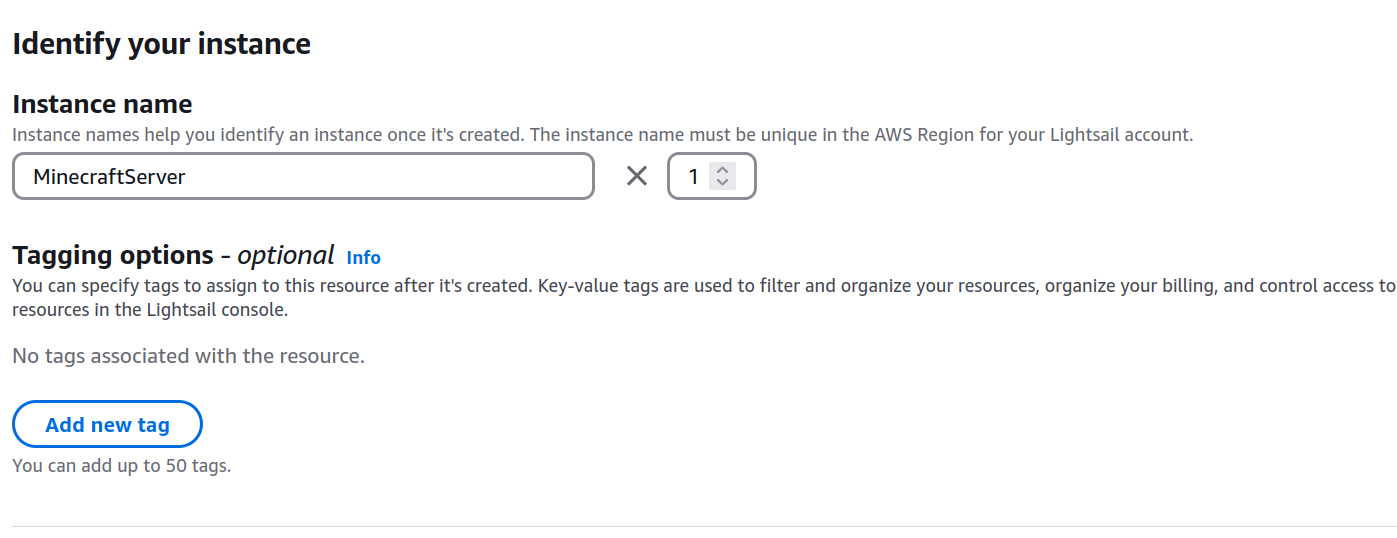 Identify your instance
Instance name
Instance names help you identify an instance once it's created. The instance name must be unique in the AWS Region for your Lightsail account.
MinecraftServer × 1
Tagging options - optional Info
You can specify tags to assign to this resource after it's created. Key-value tags are used to filter and organize your resources, organize your billing, and control access to
resources in the Lightsail console.
No tags associated with the resource.
Add new tag
You can add up to 50 tags.